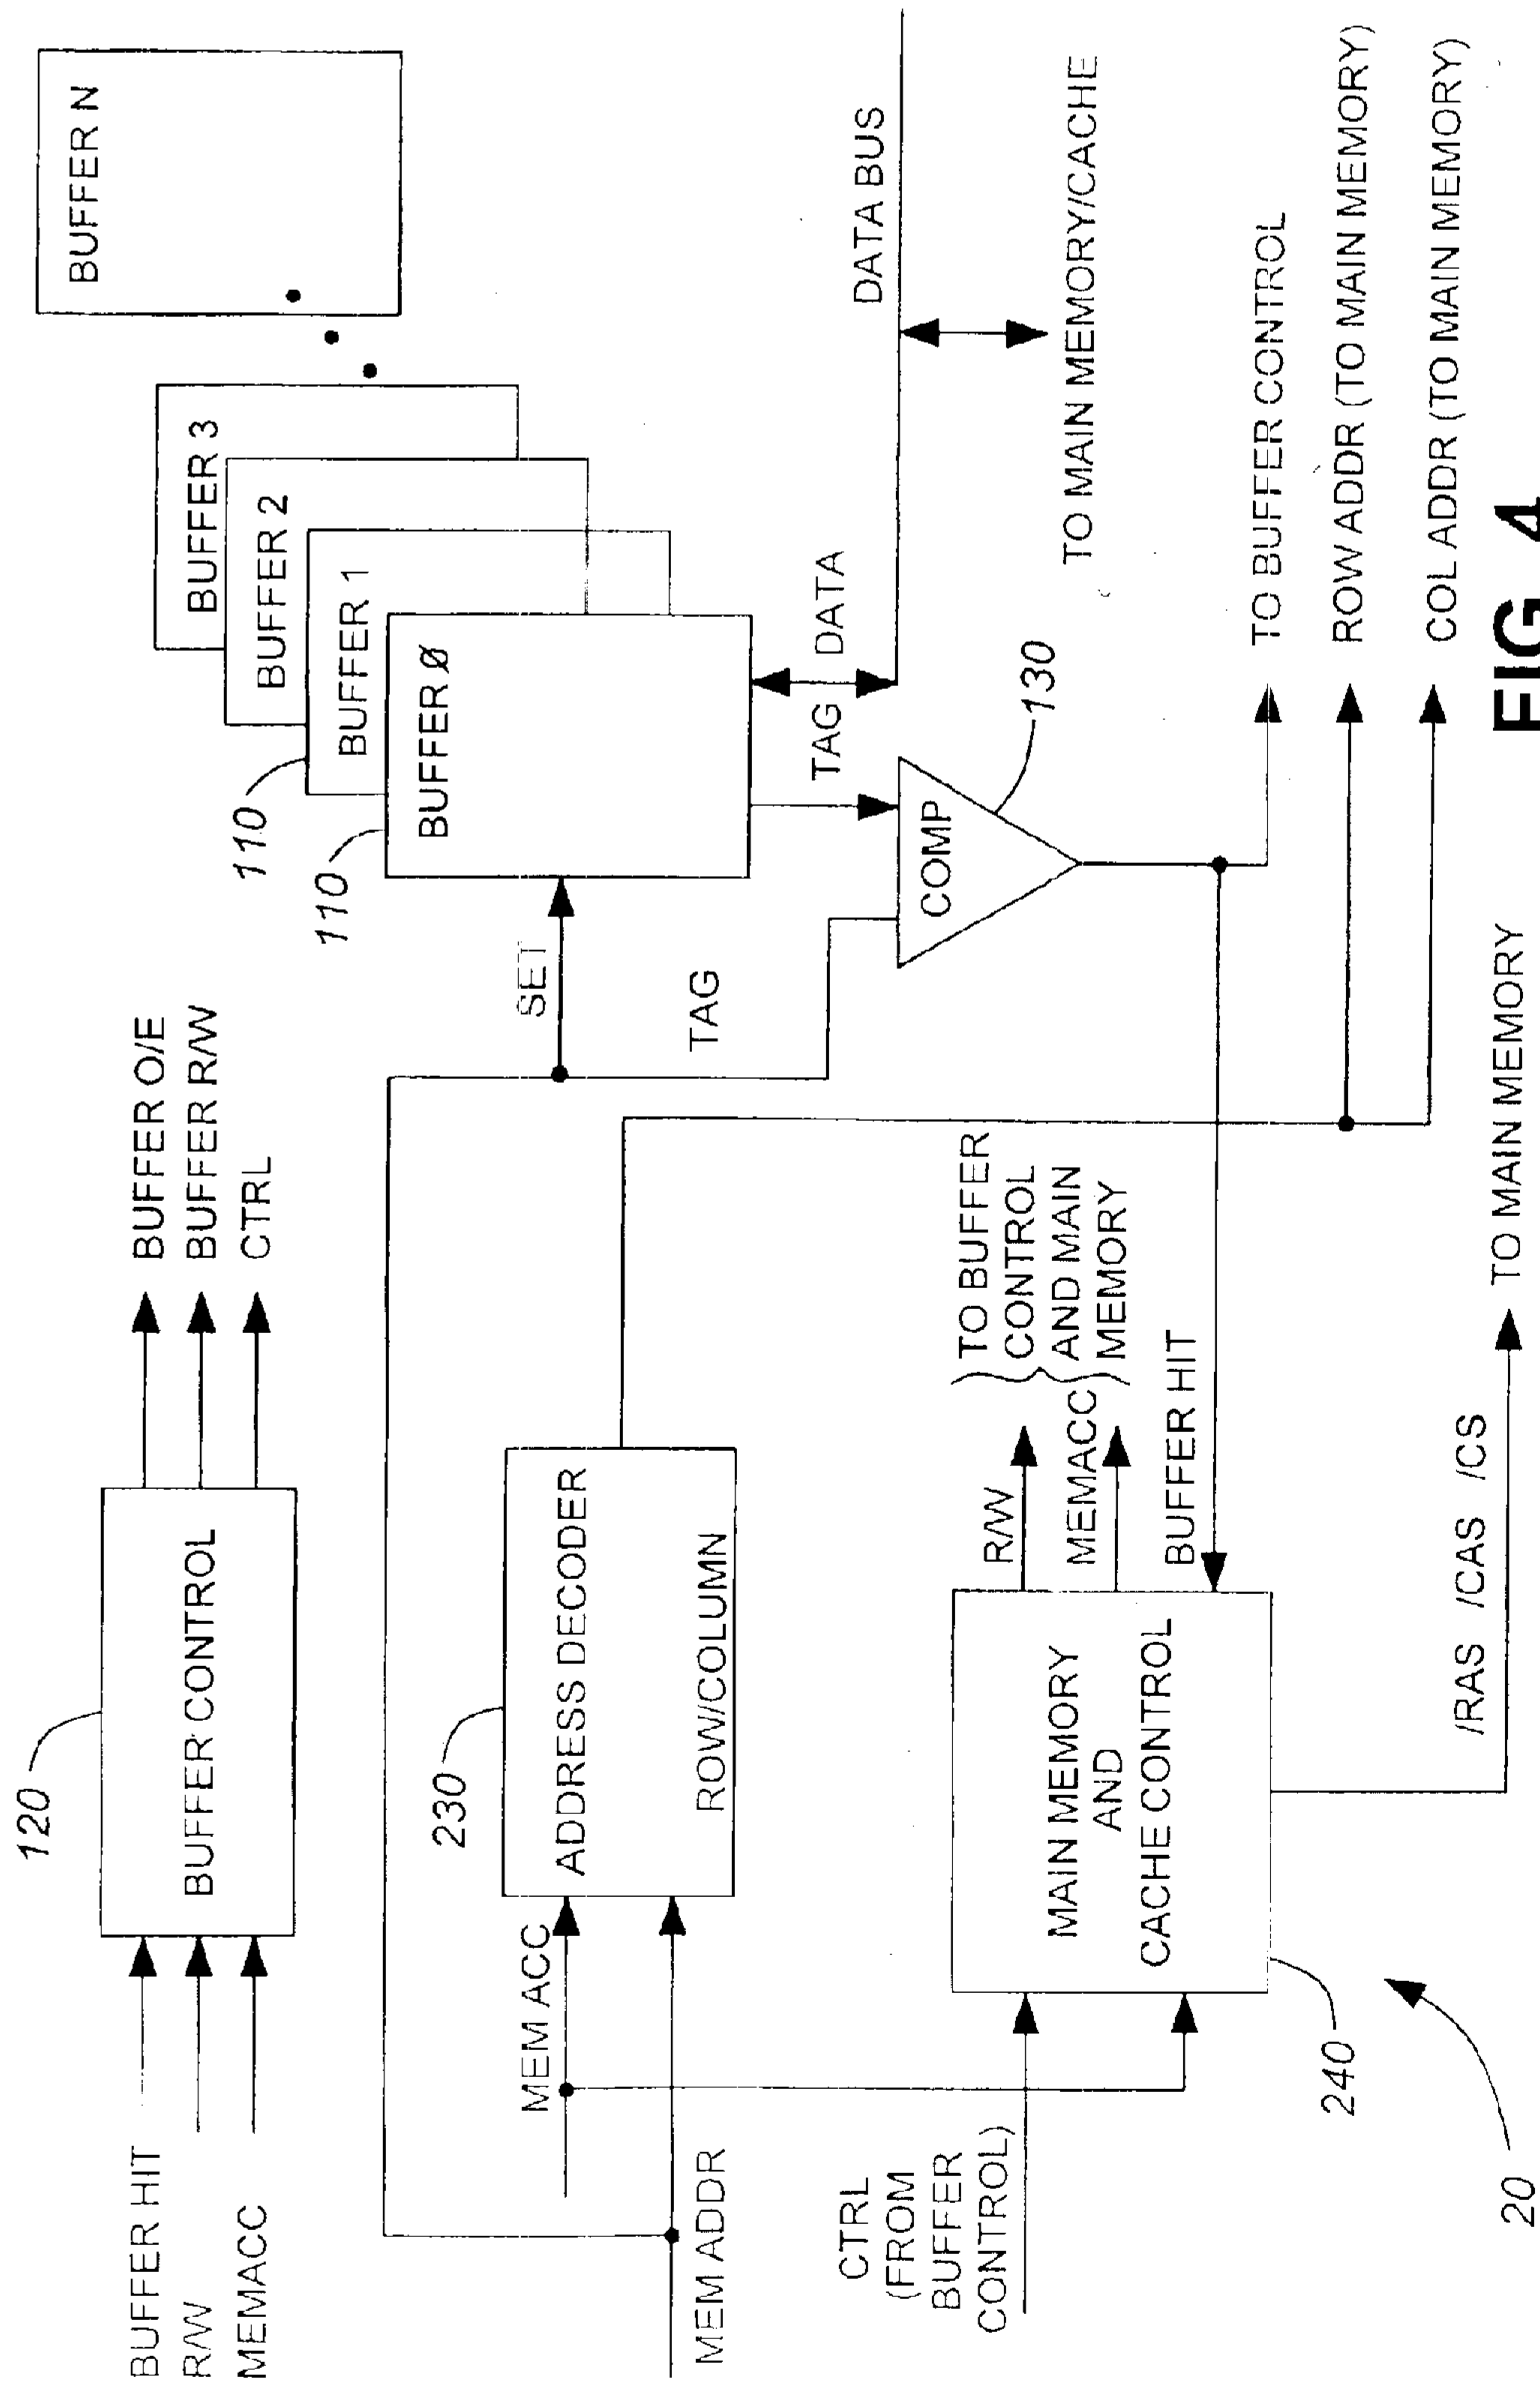 120
BUFFER HIT
R/W
MEMACC
BUFFER CONTROL
BUFFER O/E
BUFFER R/W
CTRL
BUFFER N
BUFFER 3
BUFFER 2
BUFFER 1
BUFFER Ø
110
110
SET
TAG
TAG
DATA
DATA BUS
TO MAIN MEMORY/CACHE
COMP
130
230
MEM ACC
MEM ADDR
ADDRESS DECODER
ROW/COLUMN
CTRL
(FROM
BUFFER
CONTROL)
MAIN MEMORY
AND
CACHE CONTROL
240
R/W
MEMACC
TO BUFFER
CONTROL
AND MAIN
MEMORY
BUFFER HIT
TO BUFFER CONTROL
ROW ADDR (TO MAIN MEMORY)
COL ADDR (TO MAIN MEMORY)
/RAS /CAS /CS
TO MAIN MEMORY
20
FIG. 4